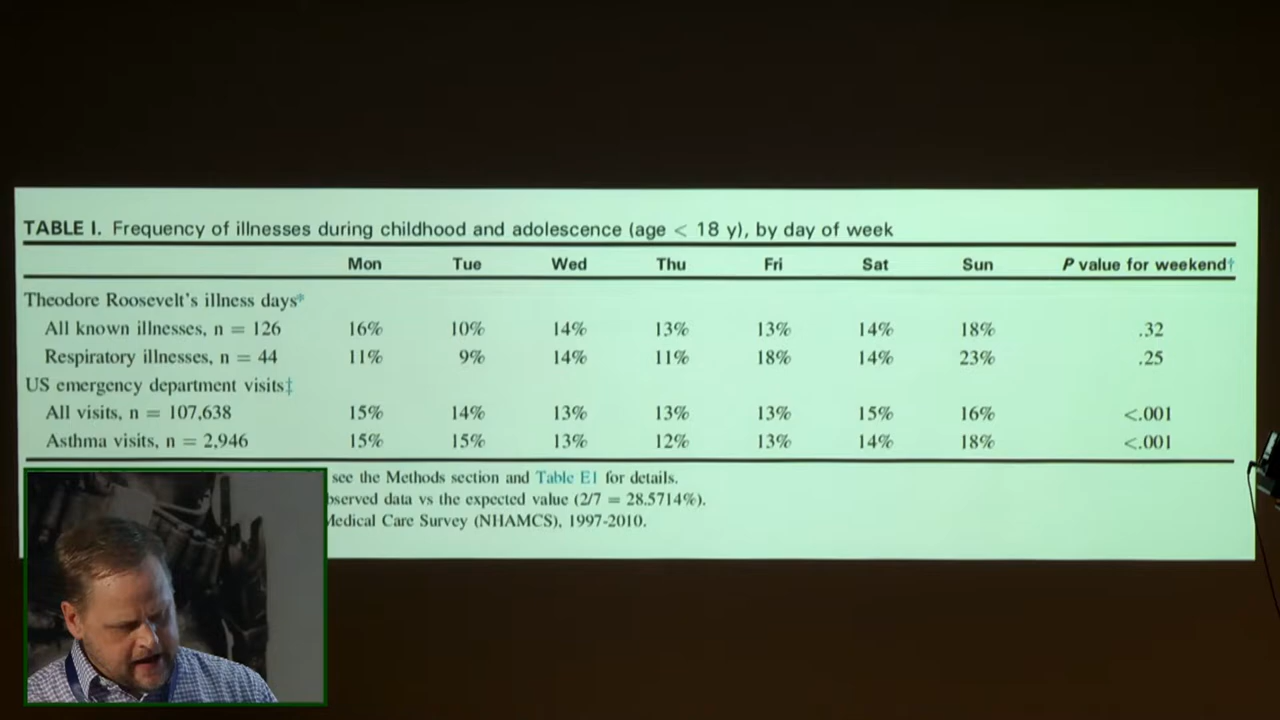 TABLE I. Frequency of illnesses during childhood and adolescence (age < 18 y), by day of week
Mon Tue Wed Thu Fri Sat Sun P value for weekend†
Theodore Roosevelt's illness days*
All known illnesses, n = 126 16% 10% 14% 13% 13% 14% 18% .32
Respiratory illnesses, n = 44 11% 9% 14% 11% 18% 14% 23% .25
US emergency department visits‡
All visits, n = 107,638 15% 14% 13% 13% 13% 15% 16% <.001
Asthma visits, n = 2,946 15% 15% 13% 12% 13% 14% 18% <.001
see the Methods section and Table E1 for details.
bserved data vs the expected value (2/7 = 28.5714%).
Medical Care Survey (NHAMCS), 1997-2010.